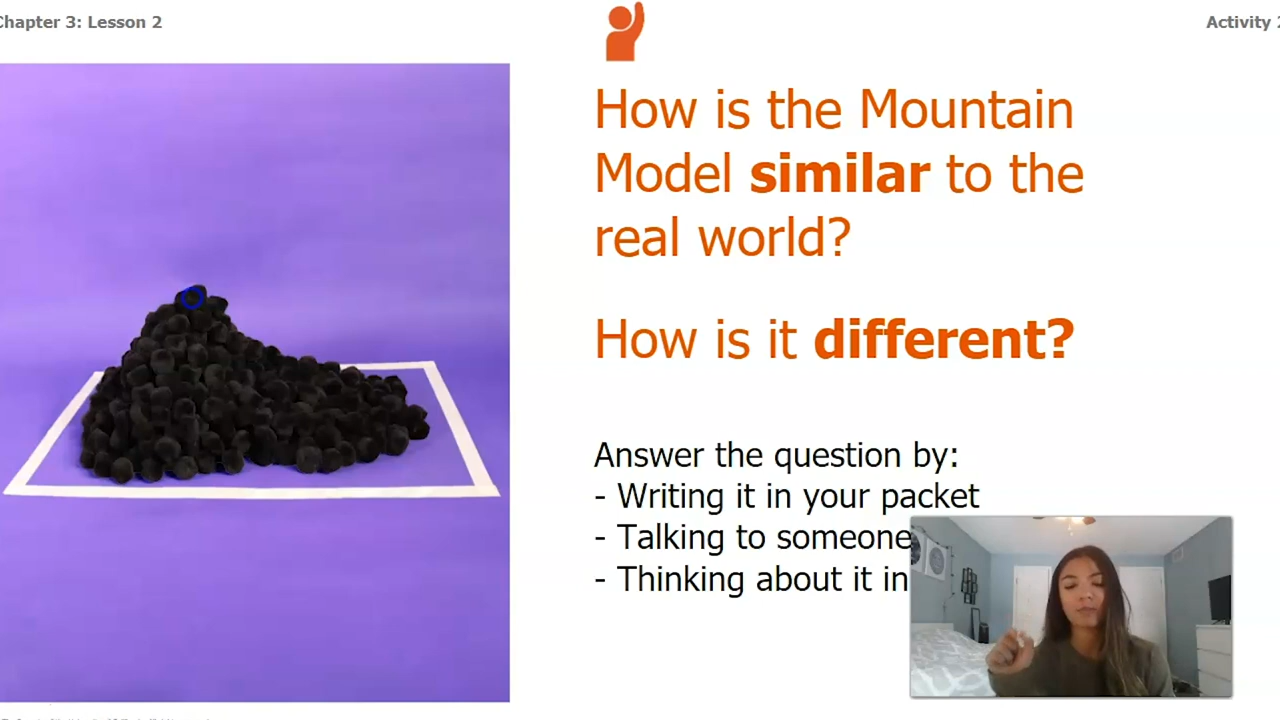 Chapter 3: Lesson 2
Activity 2
How is the Mountain
Model similar to the
real world?
How is it different?
Answer the question by:
- Writing it in your packet
- Talking to someone
- Thinking about it in